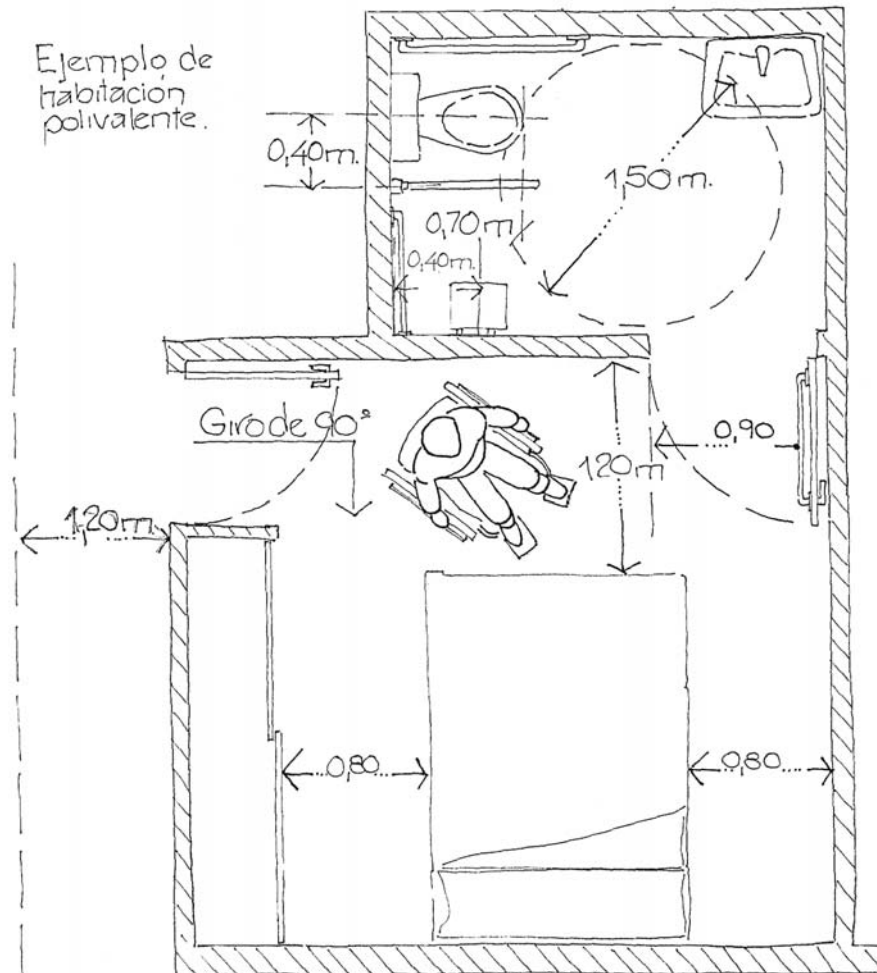 Ejemplo de
habitación
polivalente.
0,40m.
1,50m.
0,70m
0,40m.
Giro de 90°
120m
0,90
1,20m.
0,80
0,80